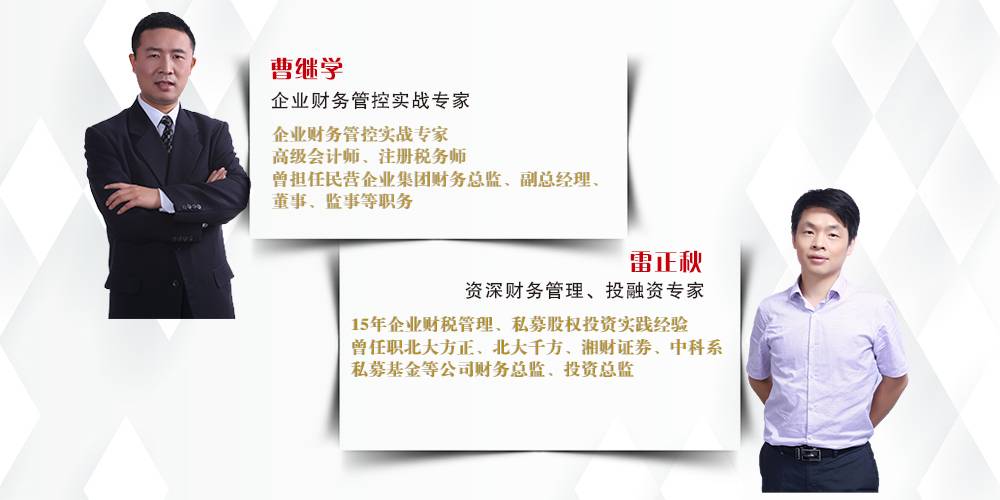 曹继学
企业财务管控实战专家
企业财务管控实战专家
高级会计师、注册税务师
曾担任民营企业集团财务总监、副总经理、
董事、监事等职务
雷正秋
资深财务管理、投融资专家
15年企业财税管理、私募股权投资实践经验
曾任职北大方正、北大千方、湘财证券、中科系
私募基金等公司财务总监、投资总监